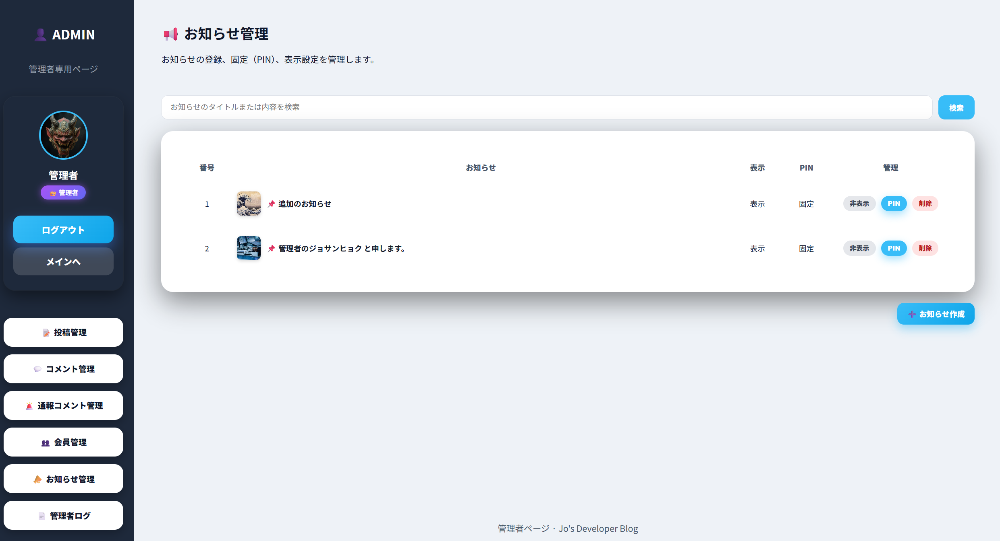 ADMIN
管理者専用ページ
管理者
管理者
ログアウト
メインへ
投稿管理
コメント管理
通報コメント管理
会員管理
お知らせ管理
管理者ログ
お知らせ管理
お知らせの登録、固定（PIN）、表示設定を管理します。
お知らせのタイトルまたは内容を検索
検索
番号 お知らせ 表示 PIN 管理
1 追加のお知らせ 表示 固定 非表示 PIN 削除
2 管理者のジョサンヒョク と申します。 表示 固定 非表示 PIN 削除
お知らせ作成
管理者ページ · Jo's Developer Blog